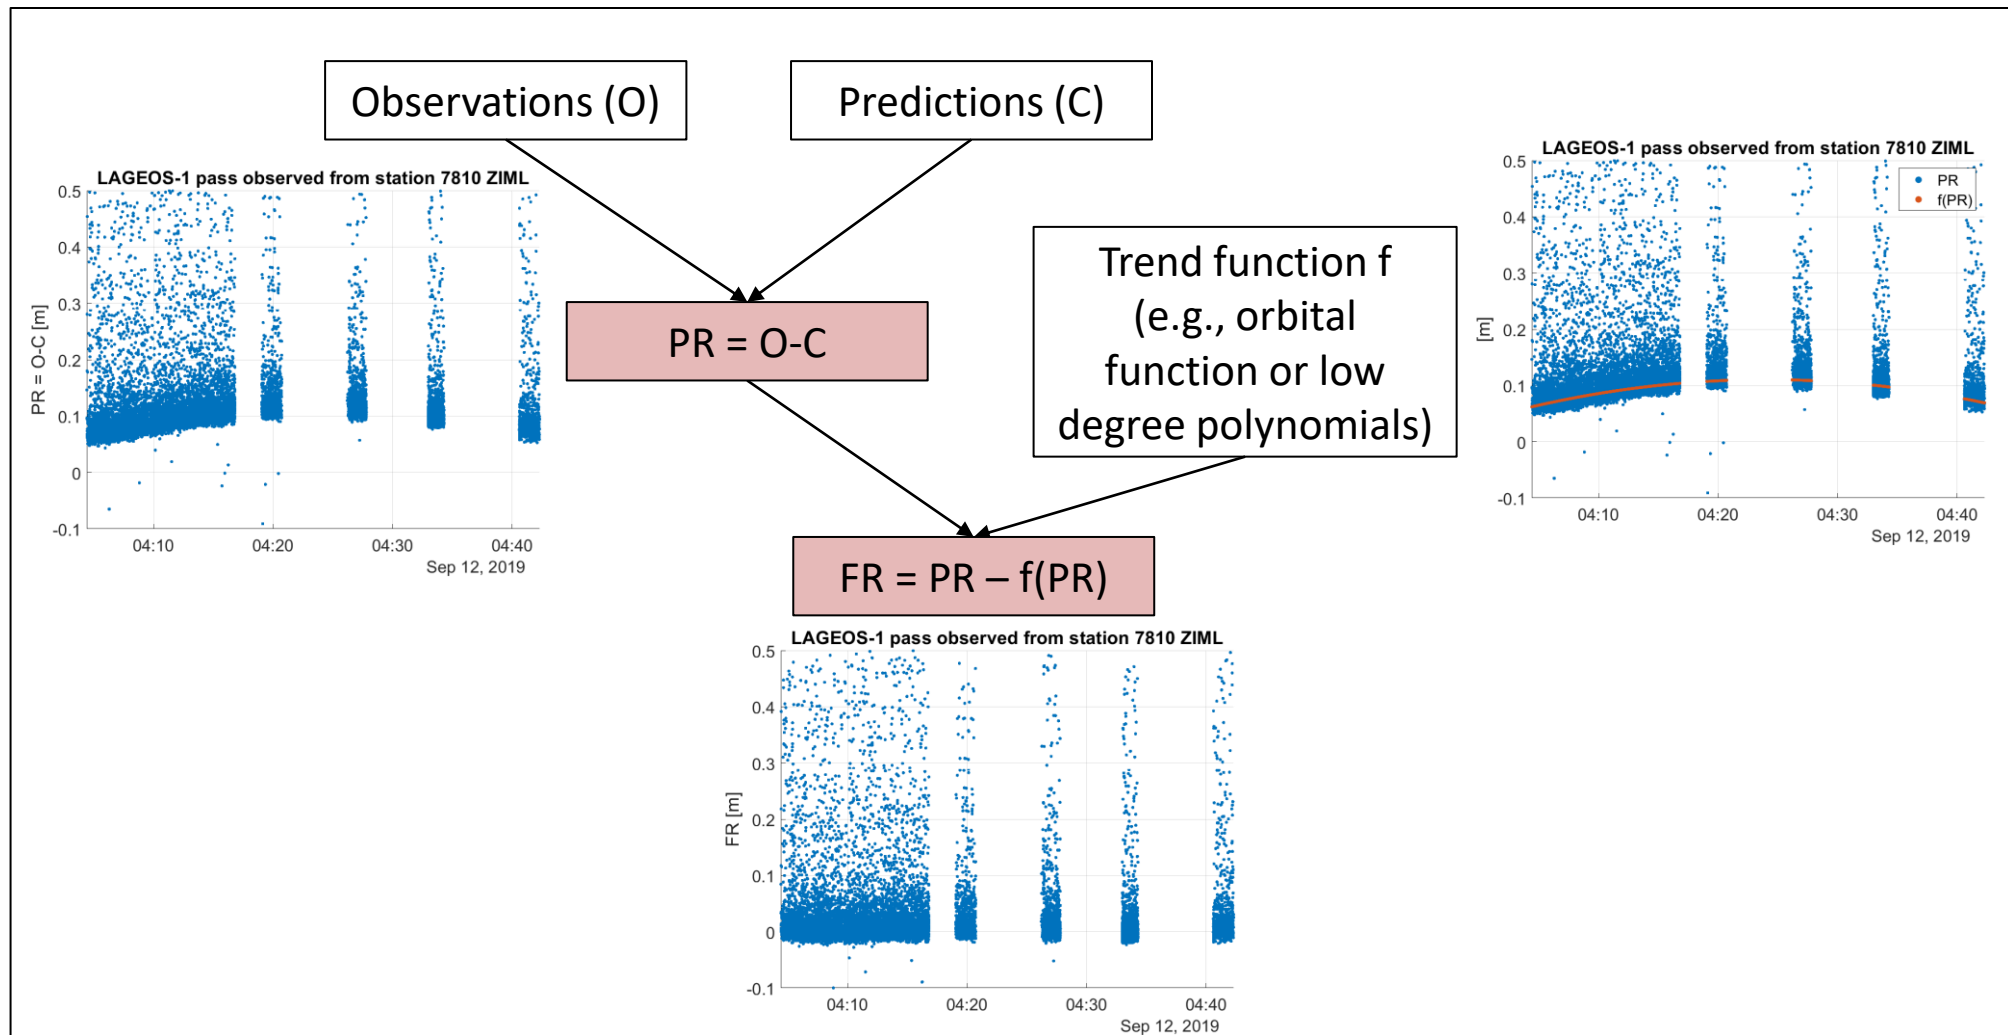 Observations (O)
Predictions (C)
LAGEOS-1 pass observed from station 7810 ZIML
0.5
0.4
0.3
0.2
0.1
0
-0.1
PR = O-C [m]
04:10
04:20
04:30
04:40
Sep 12, 2019
PR = O-C
Trend function f
(e.g., orbital
function or low
degree polynomials)
LAGEOS-1 pass observed from station 7810 ZIML
PR
f(PR)
0.5
0.4
0.3
0.2
0.1
0
-0.1
[m]
04:10
04:20
04:30
04:40
Sep 12, 2019
FR = PR – f(PR)
LAGEOS-1 pass observed from station 7810 ZIML
0.5
0.4
0.3
0.2
0.1
0
-0.1
FR [m]
04:10
04:20
04:30
04:40
Sep 12, 2019